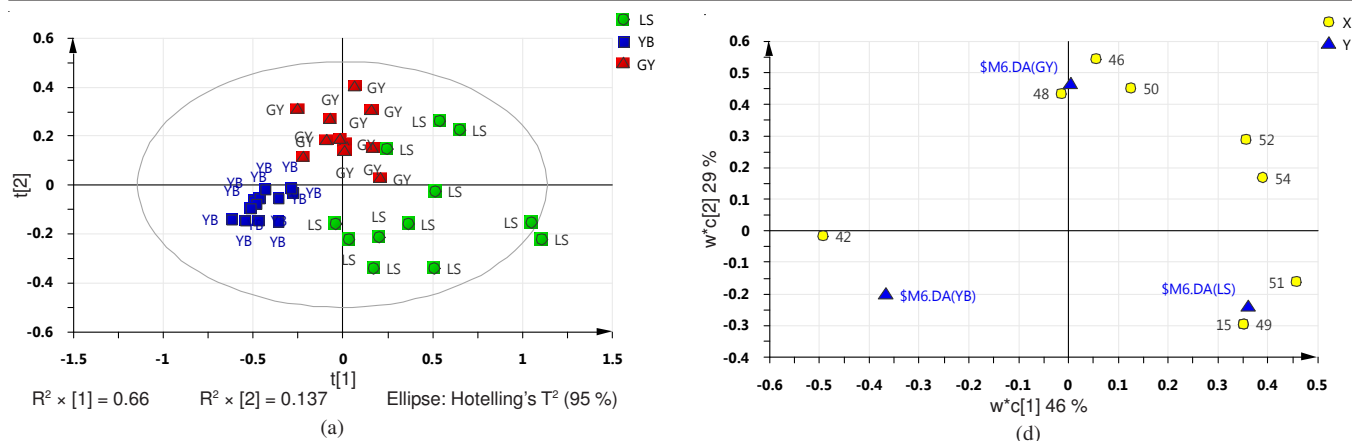 LS
YB
GY
0.6
0.4
0.2
0
-0.2
-0.4
-0.6
t[2]
GY
GY
GY
GY
GY
GY
GY
GY
GY
GY
LS
LS
LS
LS
LS
LS
LS
LS
LS
LS
YB
YB
YB
YB
YB
YB
YB
YB
YB
YB
YB
-1.5 -1 -0.5 0 0.5 1 1.5
t[1]
R² × [1] = 0.66 R² × [2] = 0.137 Ellipse: Hotelling's T² (95 %)
(a)
X
Y
0.6
0.5
0.4
0.3
0.2
0.1
0
-0.1
-0.2
-0.3
-0.4
w*c[2] 29 %
46
$M6.DA(GY)
48
50
52
54
42
51
$M6.DA(YB)
$M6.DA(LS)
15 49
-0.6 -0.5 -0.4 -0.3 -0.2 -0.1 0 0.1 0.2 0.3 0.4 0.5
w*c[1] 46 %
(d)